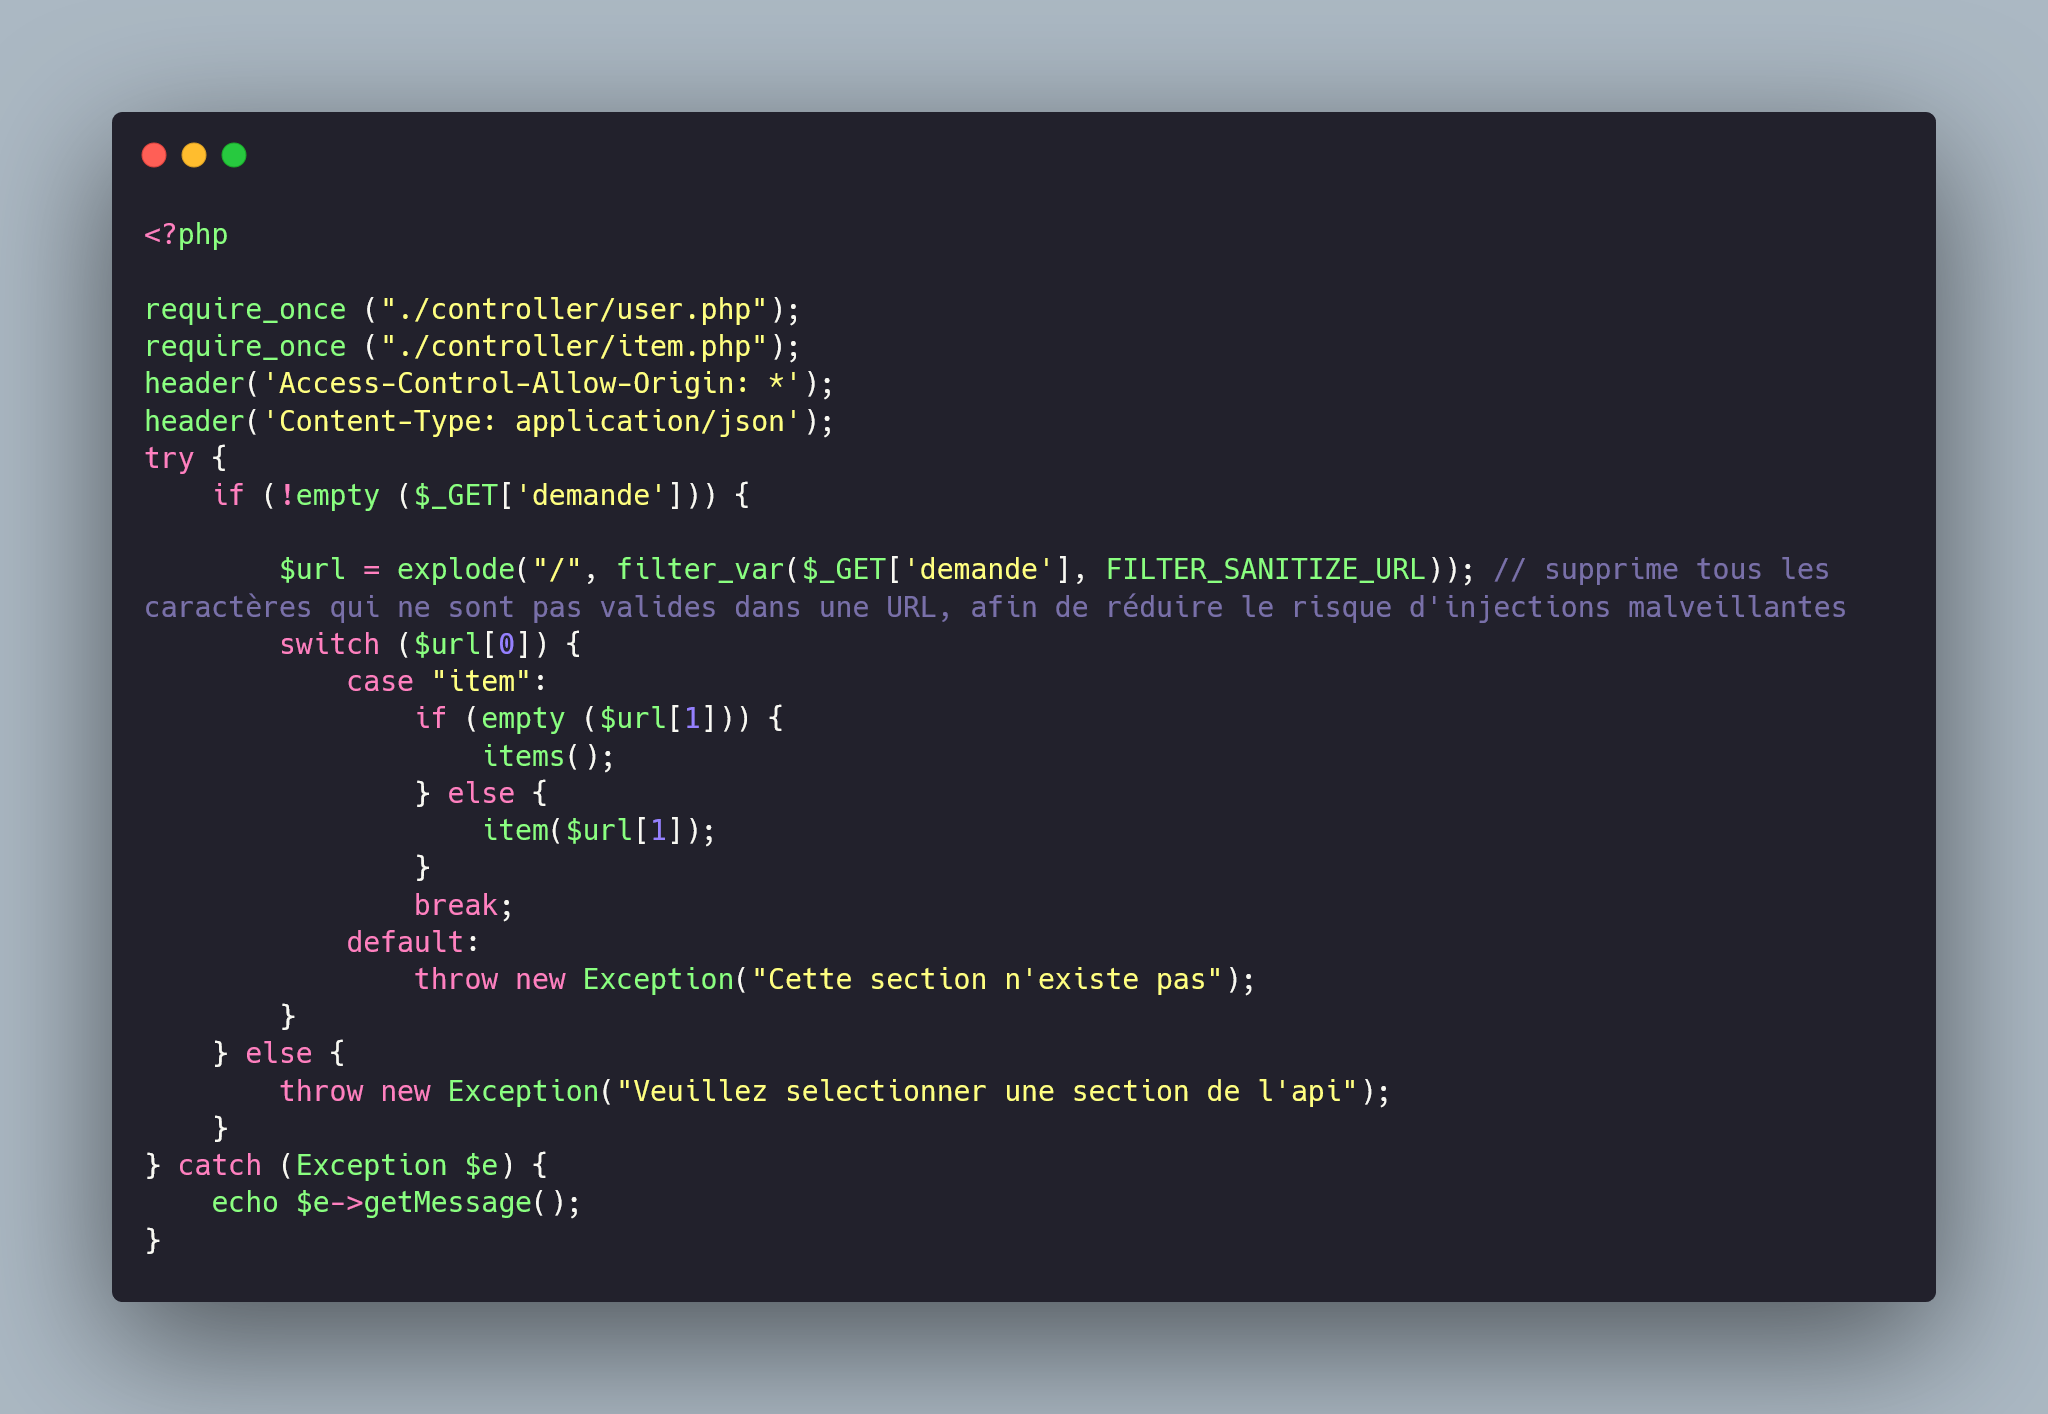 <?php

require_once ("./controller/user.php");
require_once ("./controller/item.php");
header('Access-Control-Allow-Origin: *');
header('Content-Type: application/json');
try {
    if (!empty ($_GET['demande'])) {

        $url = explode("/", filter_var($_GET['demande'], FILTER_SANITIZE_URL)); // supprime tous les
caractères qui ne sont pas valides dans une URL, afin de réduire le risque d'injections malveillantes
        switch ($url[0]) {
            case "item":
                if (empty ($url[1])) {
                    items();
                } else {
                    item($url[1]);
                }
                break;
            default:
                throw new Exception("Cette section n'existe pas");
        }
    } else {
        throw new Exception("Veuillez selectionner une section de l'api");
    }
} catch (Exception $e) {
    echo $e->getMessage();
}